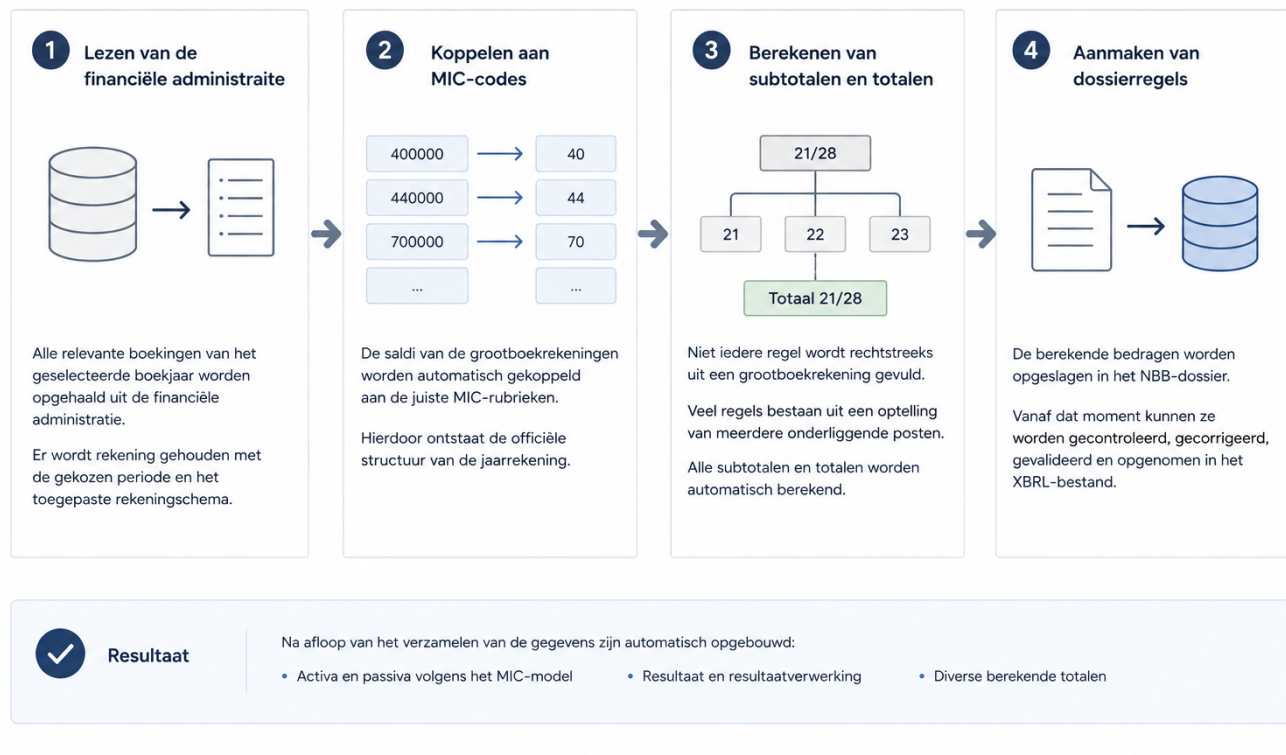 1 Lezen van de
financiële administraite
Alle relevante boekingen van het
geselecteerde boekjaar worden
opgehaald uit de financiële
administratie.
Er wordt rekening gehouden met
de gekozen periode en het
toegepaste rekeningschema.
2 Koppelen aan
MIC-codes
400000 → 40
440000 → 44
700000 → 70
... ...
De saldi van de grootboekrekeningen
worden automatisch gekoppeld
aan de juiste MIC-rubrieken.
Hierdoor ontstaat de officiële
structuur van de jaarrekening.
3 Berekenen van
subtotalen en totalen
21/28
21 22 23
Totaal 21/28
Niet iedere regel wordt rechtstreeks
uit een grootboekrekening gevuld.
Veel regels bestaan uit een optelling
van meerdere onderliggende posten.
Alle subtotalen en totalen worden
automatisch berekend.
4 Aanmaken van
dossierregels
De berekende bedragen worden
opgeslagen in het NBB-dossier.
Vanaf dat moment kunnen ze
worden gecontroleerd, gecorrigeerd,
gevalideerd en opgenomen in het
XBRL-bestand.
Resultaat
Na afloop van het verzamelen van de gegevens zijn automatisch opgebouwd:
• Activa en passiva volgens het MIC-model
• Resultaat en resultaatverwerking
• Diverse berekende totalen